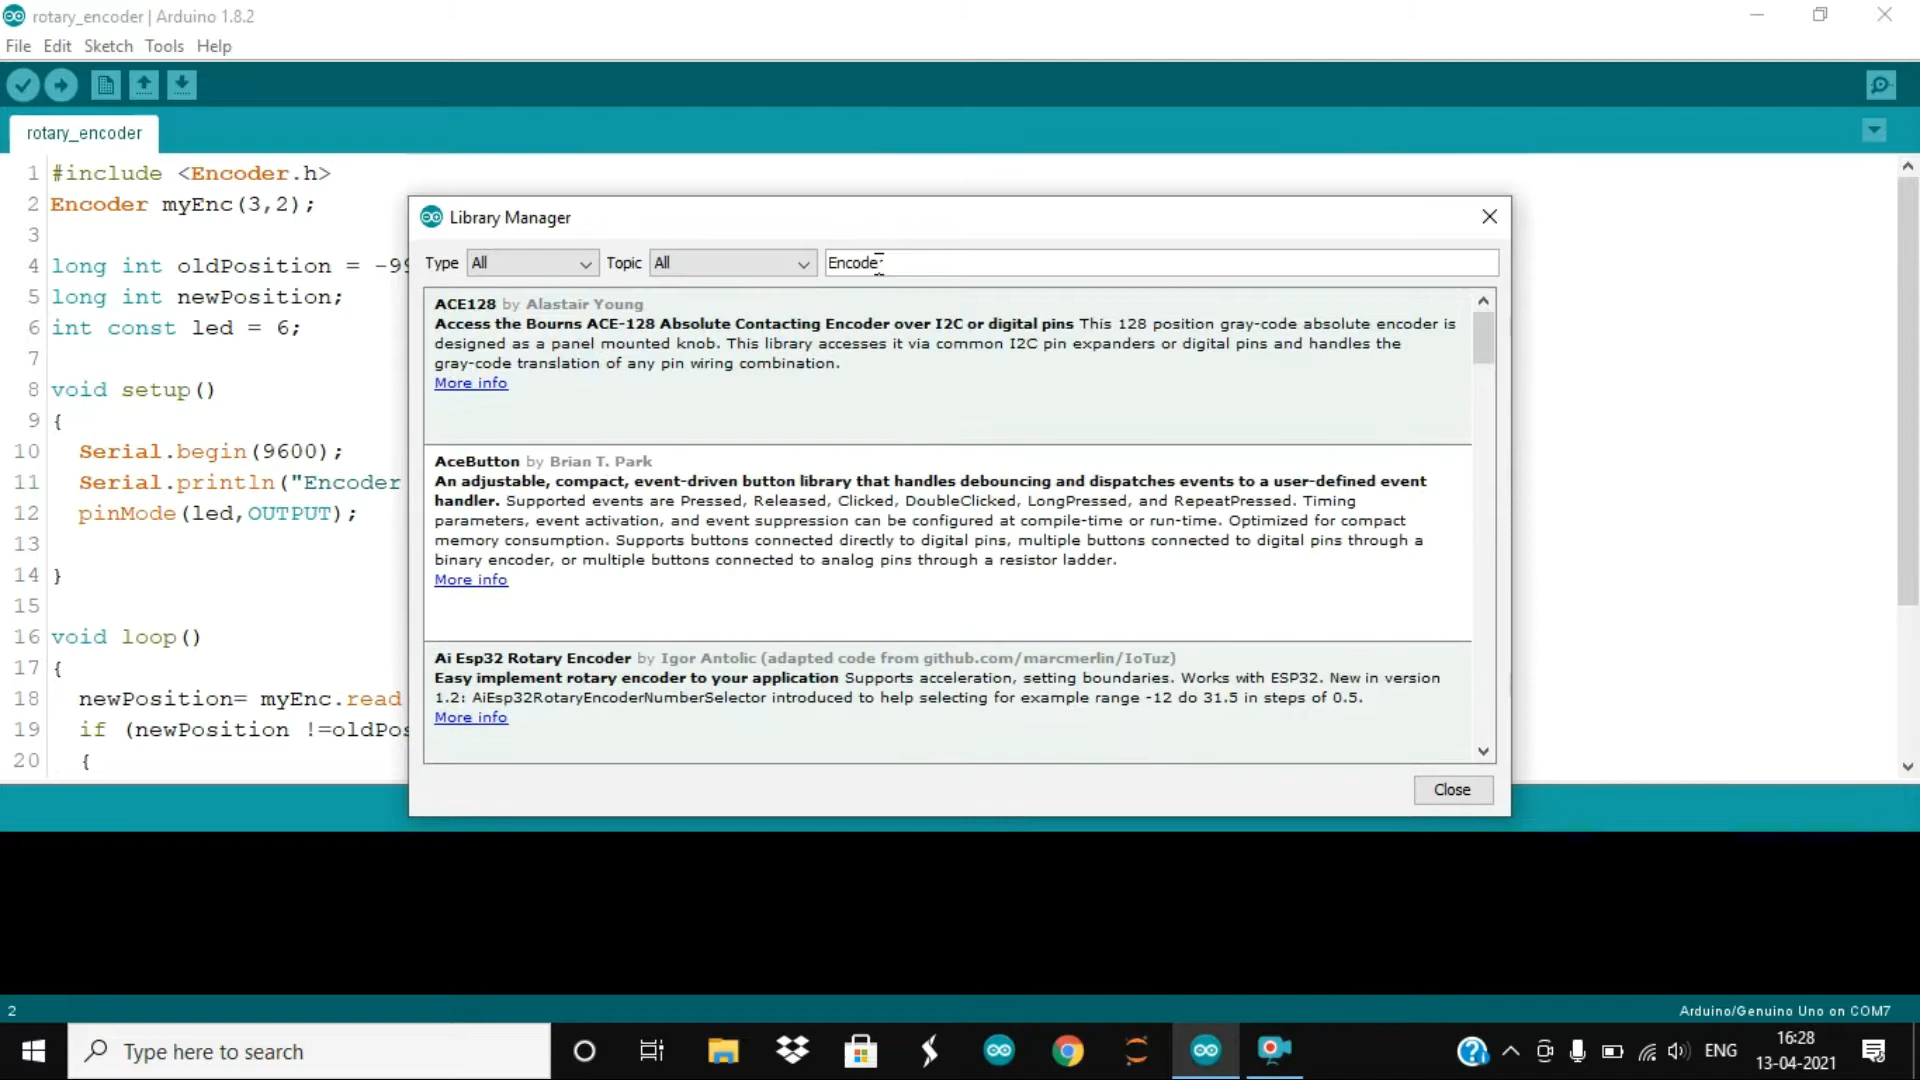 rotary_encoder | Arduino 1.8.2
File Edit Sketch Tools Help
rotary_encoder
1 #include <Encoder.h>
2 Encoder myEnc(3,2);
3
4 long int oldPosition = -99
5 long int newPosition;
6 int const led = 6;
7
8 void setup()
9 {
10 Serial.begin(9600);
11 Serial.println("Encoder
12 pinMode(led,OUTPUT);
13
14 }
15
16 void loop()
17 {
18 newPosition= myEnc.read
19 if (newPosition !=oldPos
20 {
Library Manager
Type All Topic All Encoder
ACE128 by Alastair Young
Access the Bourns ACE-128 Absolute Contacting Encoder over I2C or digital pins This 128 position gray-code absolute encoder is
designed as a panel mounted knob. This library accesses it via common I2C pin expanders or digital pins and handles the
gray-code translation of any pin wiring combination.
More info
AceButton by Brian T. Park
An adjustable, compact, event-driven button library that handles debouncing and dispatches events to a user-defined event
handler. Supported events are Pressed, Released, Clicked, DoubleClicked, LongPressed, and RepeatPressed. Timing
parameters, event activation, and event suppression can be configured at compile-time or run-time. Optimized for compact
memory consumption. Supports buttons connected directly to digital pins, multiple buttons connected to digital pins through a
binary encoder, or multiple buttons connected to analog pins through a resistor ladder.
More info
Ai Esp32 Rotary Encoder by Igor Antolic (adapted code from github.com/marcmerlin/IoTuz)
Easy implement rotary encoder to your application Supports acceleration, setting boundaries. Works with ESP32. New in version
1.2: AiEsp32RotaryEncoderNumberSelector introduced to help selecting for example range -12 do 31.5 in steps of 0.5.
More info
Close
2
Arduino/Genuino Uno on COM7
Type here to search
ENG
16:28
13-04-2021